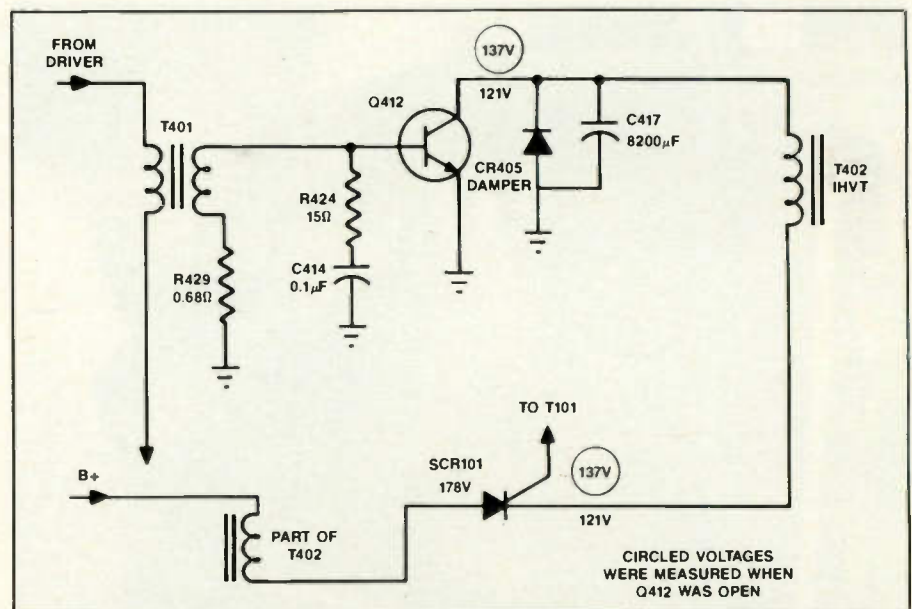 FROM
DRIVER
T401
R429
0.68Ω
R424
15Ω
C414
0.1μF
Q412
137V
121V
CR405
DAMPER
C417
8200μF
T402
IHVT
B+
PART OF
T402
SCR101
178V
TO T101
137V
121V
CIRCLED VOLTAGES
WERE MEASURED WHEN
Q412 WAS OPEN